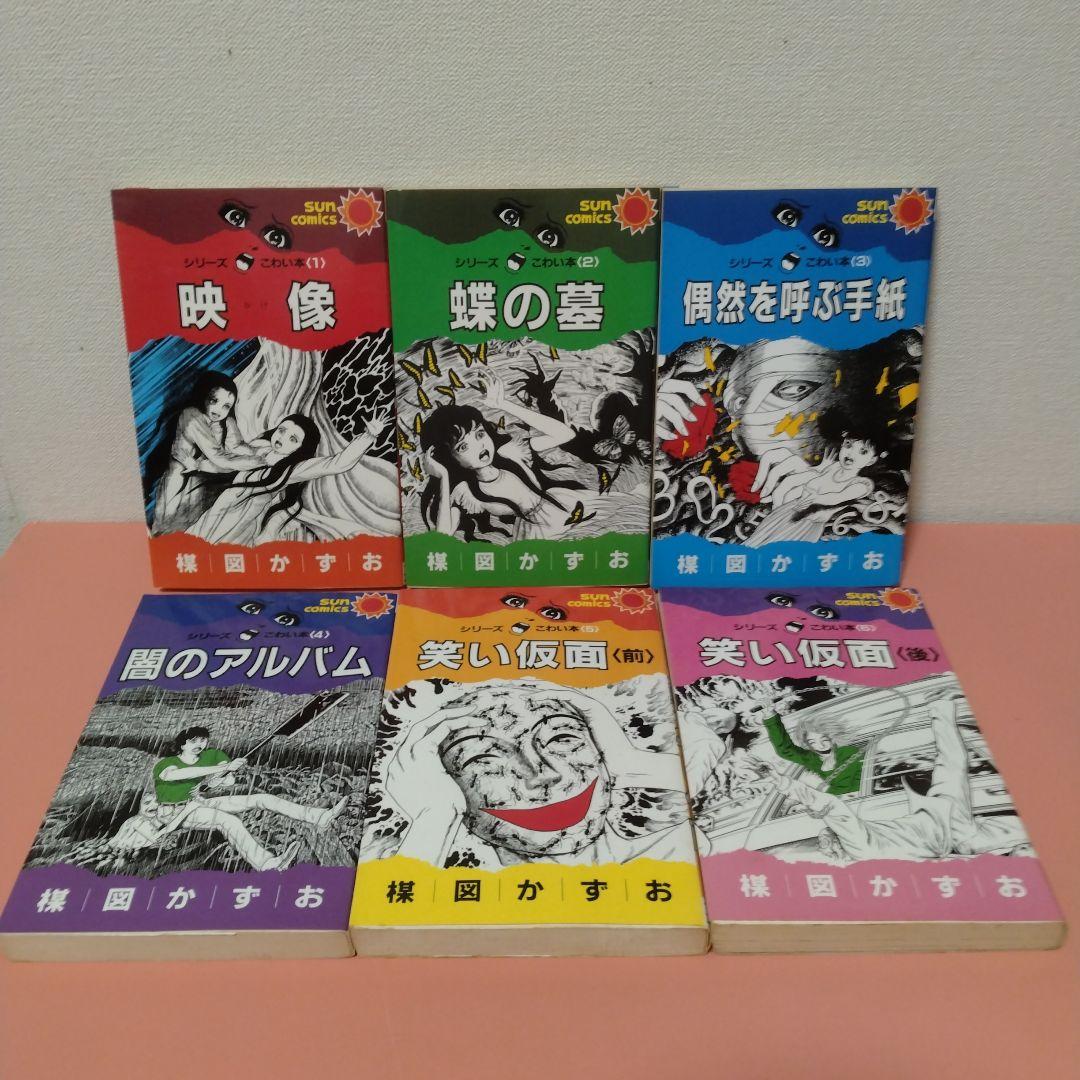 sun
comics
シリーズ こわい本〈1〉
映像
かげ
楳|図|か|ず|お
sun
comics
シリーズ こわい本〈2〉
蝶の墓
楳|図|か|ず|お
sun
comics
シリーズ こわい本〈3〉
偶然を呼ぶ手紙
楳|図|か|ず|お
sun
comics
シリーズ こわい本〈4〉
闇のアルバム
楳|図|か|ず|お
sun
comics
シリーズ こわい本〈5〉
笑い仮面〈前〉
楳|図|か|ず|お
sun
comics
シリーズ こわい本〈6〉
笑い仮面〈後〉
楳|図|か|ず|お